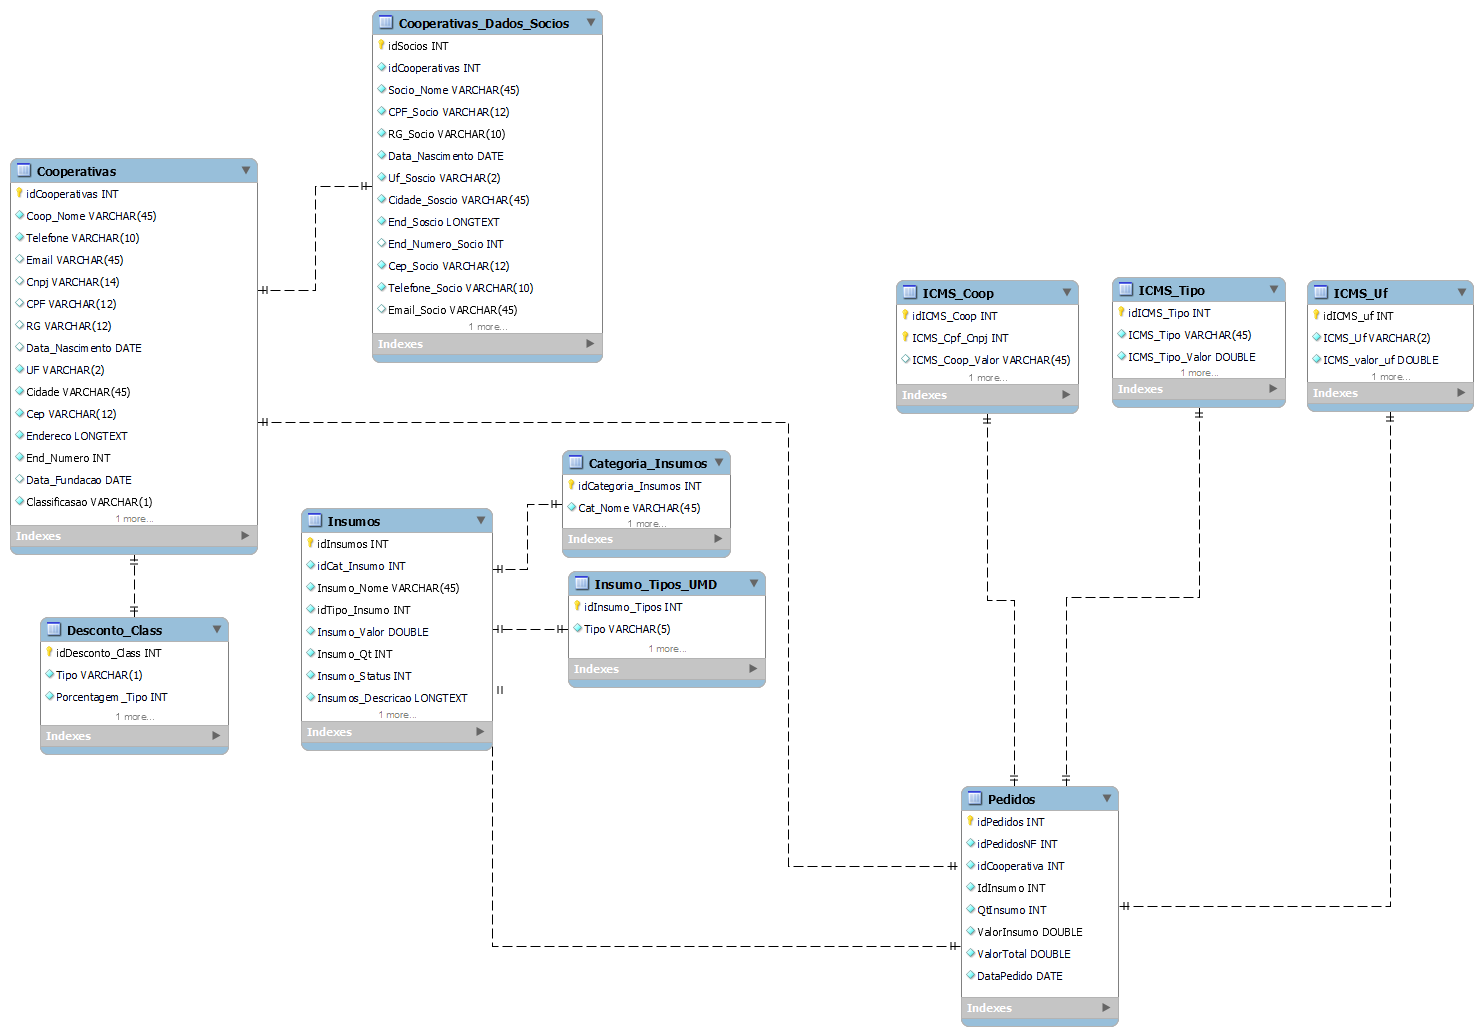 Cooperativas_Dados_Socios
idSocios INT
idCooperativas INT
Socio_Nome VARCHAR(45)
CPF_Socio VARCHAR(12)
RG_Socio VARCHAR(10)
Data_Nascimento DATE
Uf_Soscio VARCHAR(2)
Cidade_Soscio VARCHAR(45)
End_Soscio LONGTEXT
End_Numero_Socio INT
Cep_Socio VARCHAR(12)
Telefone_Socio VARCHAR(10)
Email_Socio VARCHAR(45)
1 more...
Indexes
Cooperativas
idCooperativas INT
Coop_Nome VARCHAR(45)
Telefone VARCHAR(10)
Email VARCHAR(45)
Cnpj VARCHAR(14)
CPF VARCHAR(12)
RG VARCHAR(12)
Data_Nascimento DATE
UF VARCHAR(2)
Cidade VARCHAR(45)
Cep VARCHAR(12)
Endereco LONGTEXT
End_Numero INT
Data_Fundacao DATE
Classificasao VARCHAR(1)
1 more...
Indexes
ICMS_Coop
idICMS_Coop INT
ICMS_Cpf_Cnpj INT
ICMS_Coop_Valor VARCHAR(45)
1 more...
Indexes
ICMS_Tipo
idICMS_Tipo INT
ICMS_Tipo VARCHAR(45)
ICMS_Tipo_Valor DOUBLE
1 more...
Indexes
ICMS_Uf
idICMS_uf INT
ICMS_Uf VARCHAR(2)
ICMS_valor_uf DOUBLE
1 more...
Indexes
Categoria_Insumos
idCategoria_Insumos INT
Cat_Nome VARCHAR(45)
1 more...
Indexes
Insumos
idInsumos INT
idCat_Insumo INT
Insumo_Nome VARCHAR(45)
idTipo_Insumo INT
Insumo_Valor DOUBLE
Insumo_Qt INT
Insumo_Status INT
Insumos_Descricao LONGTEXT
1 more...
Indexes
Insumo_Tipos_UMD
idInsumo_Tipos INT
Tipo VARCHAR(5)
1 more...
Indexes
Desconto_Class
idDesconto_Class INT
Tipo VARCHAR(1)
Porcentagem_Tipo INT
1 more...
Indexes
Pedidos
idPedidos INT
idPedidosNF INT
idCooperativa INT
IdInsumo INT
QtInsumo INT
ValorInsumo DOUBLE
ValorTotal DOUBLE
DataPedido DATE
Indexes